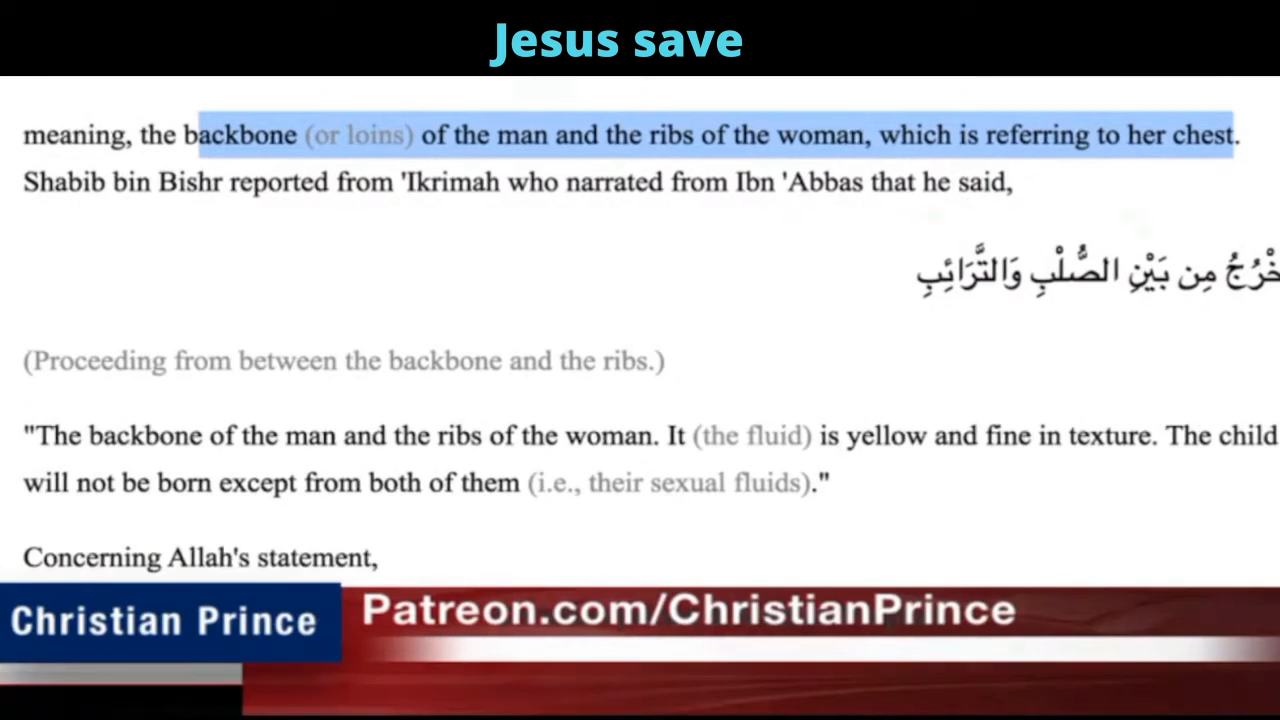 Jesus save
meaning, the backbone (or loins) of the man and the ribs of the woman, which is referring to her chest.
Shabib bin Bishr reported from 'Ikrimah who narrated from Ibn 'Abbas that he said,
خْرُجُ مِن بَيْنِ الصُّلْبِ وَالتَّرَائِبِ
(Proceeding from between the backbone and the ribs.)
"The backbone of the man and the ribs of the woman. It (the fluid) is yellow and fine in texture. The child
will not be born except from both of them (i.e., their sexual fluids)."
Concerning Allah's statement,
Christian Prince
Patreon.com/ChristianPrince